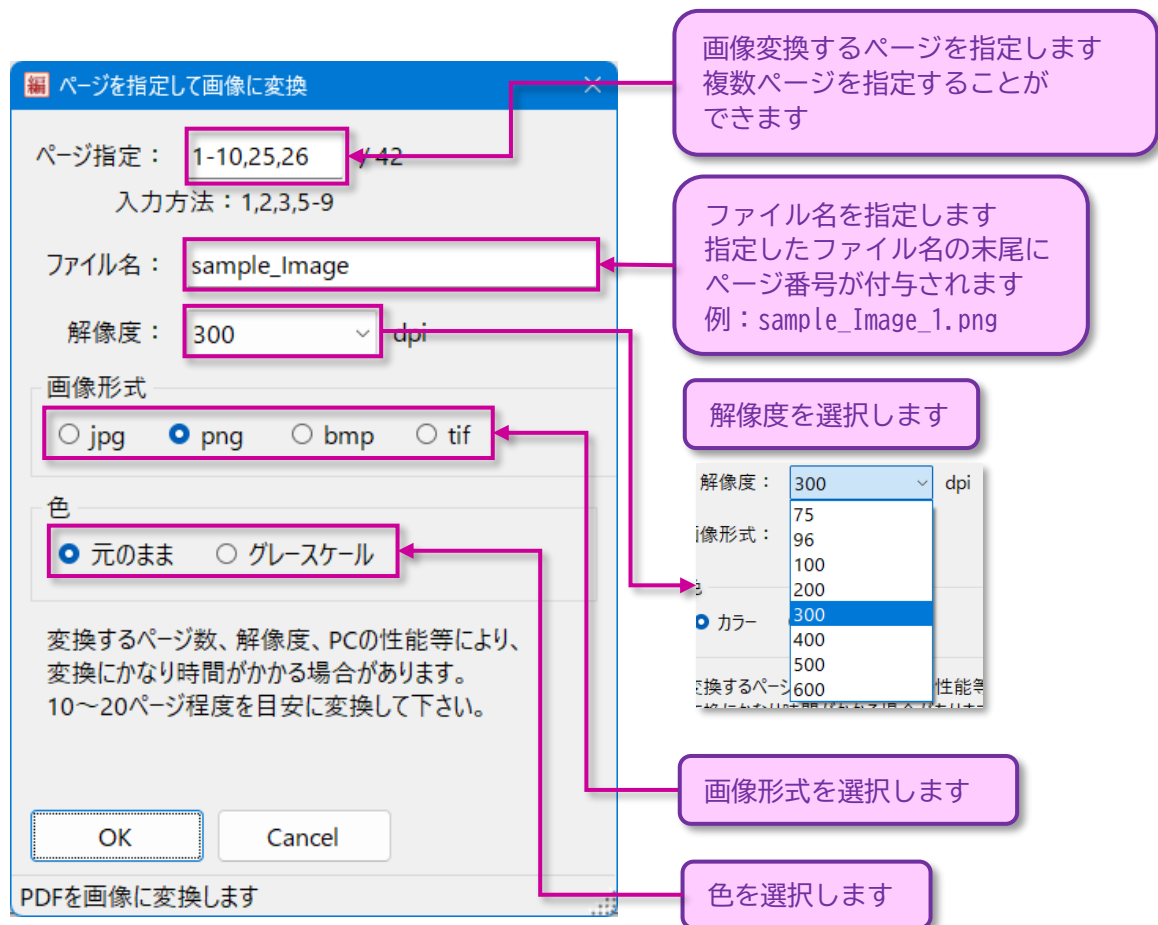 編 ページを指定して画像に変換
ページ指定： 1-10,25,26 / 42
入力方法：1,2,3,5-9
ファイル名： sample_Image
解像度： 300 dpi
画像形式
jpg png bmp tif
色
元のまま グレースケール
変換するページ数、解像度、PCの性能等により、
変換にかなり時間がかかる場合があります。
10～20ページ程度を目安に変換して下さい。
OK Cancel
PDFを画像に変換します
画像変換するページを指定します
複数ページを指定することが
できます
ファイル名を指定します
指定したファイル名の末尾に
ページ番号が付与されます
例：sample_Image_1.png
解像度を選択します
解像度： 300 dpi
75
像形式： 96
100
200
300
カラー
400
500
換するペー 600 性能等
画像形式を選択します
色を選択します